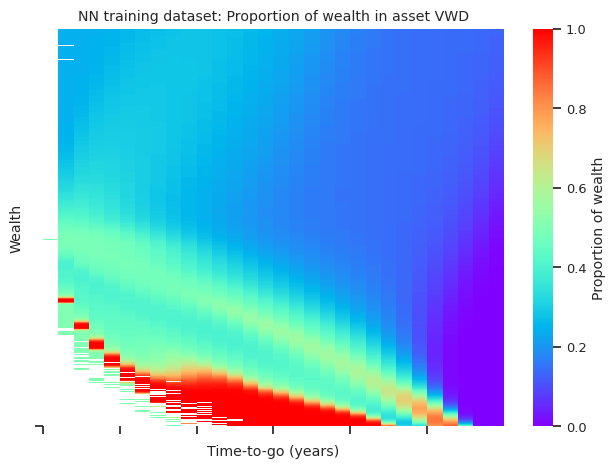 NN training dataset: Proportion of wealth in asset VWD
Wealth
Time-to-go (years)
1.0
0.8
0.6
0.4
0.2
0.0
Proportion of wealth